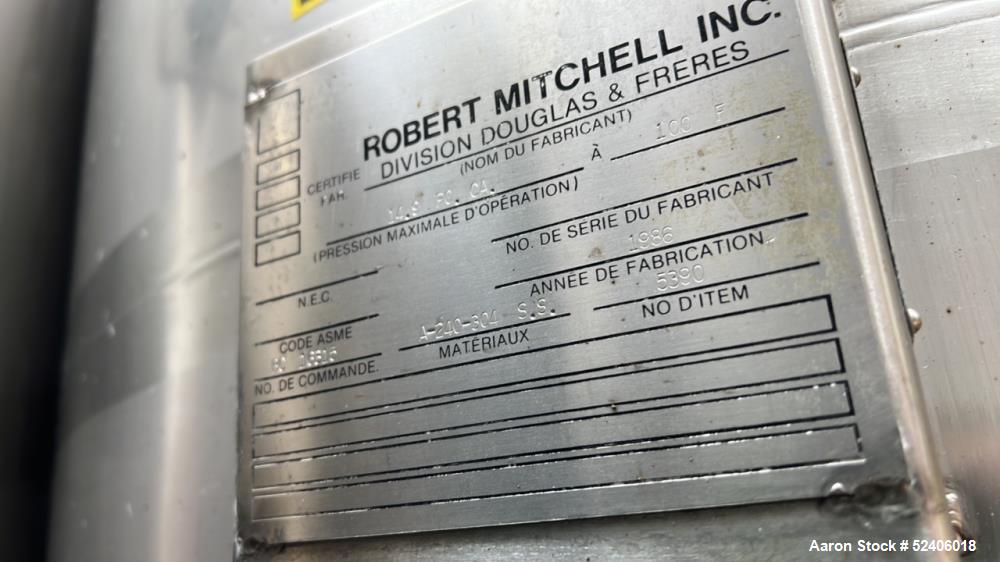 ROBERT MITCHELL INC.
DIVISION DOUGLAS & FRERES
CERTIFIE PAR.
(NOM DU FABRICANT)
À 100 F
(PRESSION MAXIMALE D'OPÉRATION)
NO. DE SÉRIE DU FABRICANT
1986
N.E.C.
ANNÉE DE FABRICATION
5390
CODE ASME
A-240-304 S.S.
NO D'ITEM
MATÉRIAUX
NO. DE COMMANDE.
Aaron Stock # 52406018